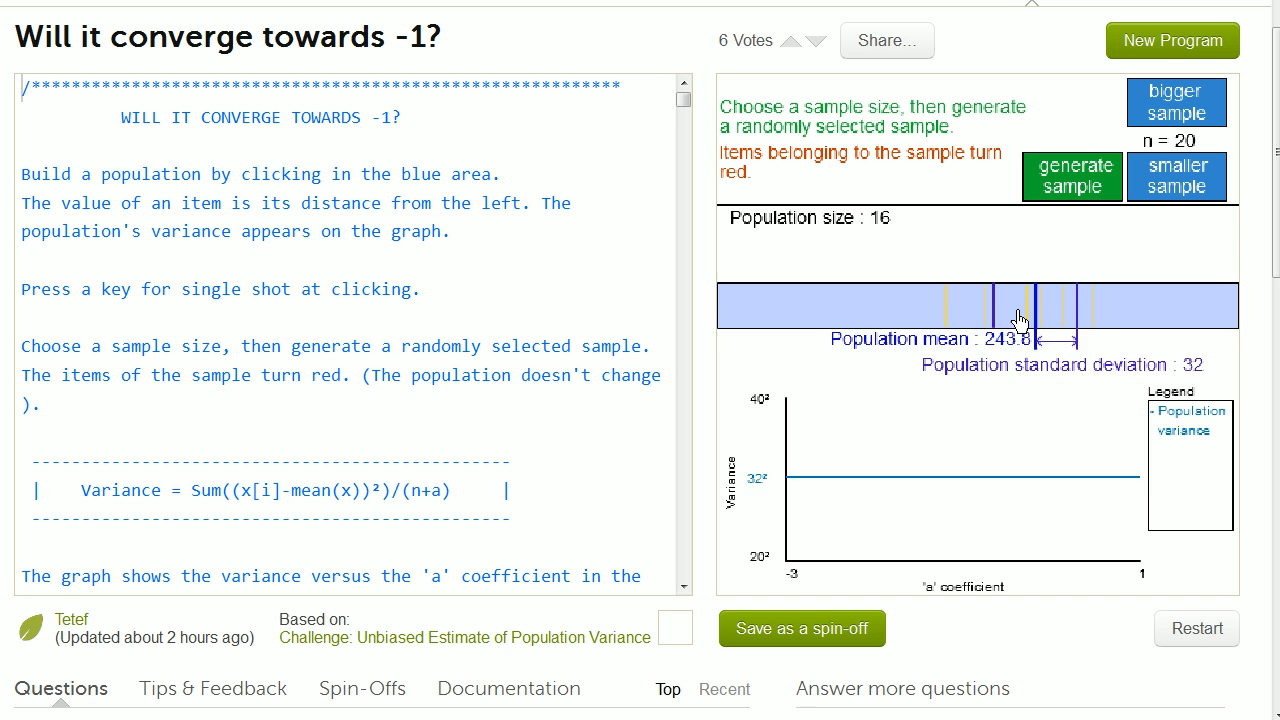 Will it converge towards -1?
6 Votes
Share...
New Program
/***********************************************************
WILL IT CONVERGE TOWARDS -1?
Build a population by clicking in the blue area.
The value of an item is its distance from the left. The
population's variance appears on the graph.
Press a key for single shot at clicking.
Choose a sample size, then generate a randomly selected sample.
The items of the sample turn red. (The population doesn't change
).
------------------------------------------------
| Variance = Sum((x[i]-mean(x))²)/(n+a) |
------------------------------------------------
The graph shows the variance versus the 'a' coefficient in the
Choose a sample size, then generate
a randomly selected sample.
Items belonging to the sample turn
red.
bigger
sample
n = 20
generate
sample
smaller
sample
Population size : 16
Population mean : 243.8
Population standard deviation : 32
Legend
- Population
variance
40²
32²
20²
Variance
-3
1
'a' coefficient
Tetef
(Updated about 2 hours ago)
Based on:
Challenge: Unbiased Estimate of Population Variance
Save as a spin-off
Restart
Questions
Tips & Feedback
Spin-Offs
Documentation
Top
Recent
Answer more questions